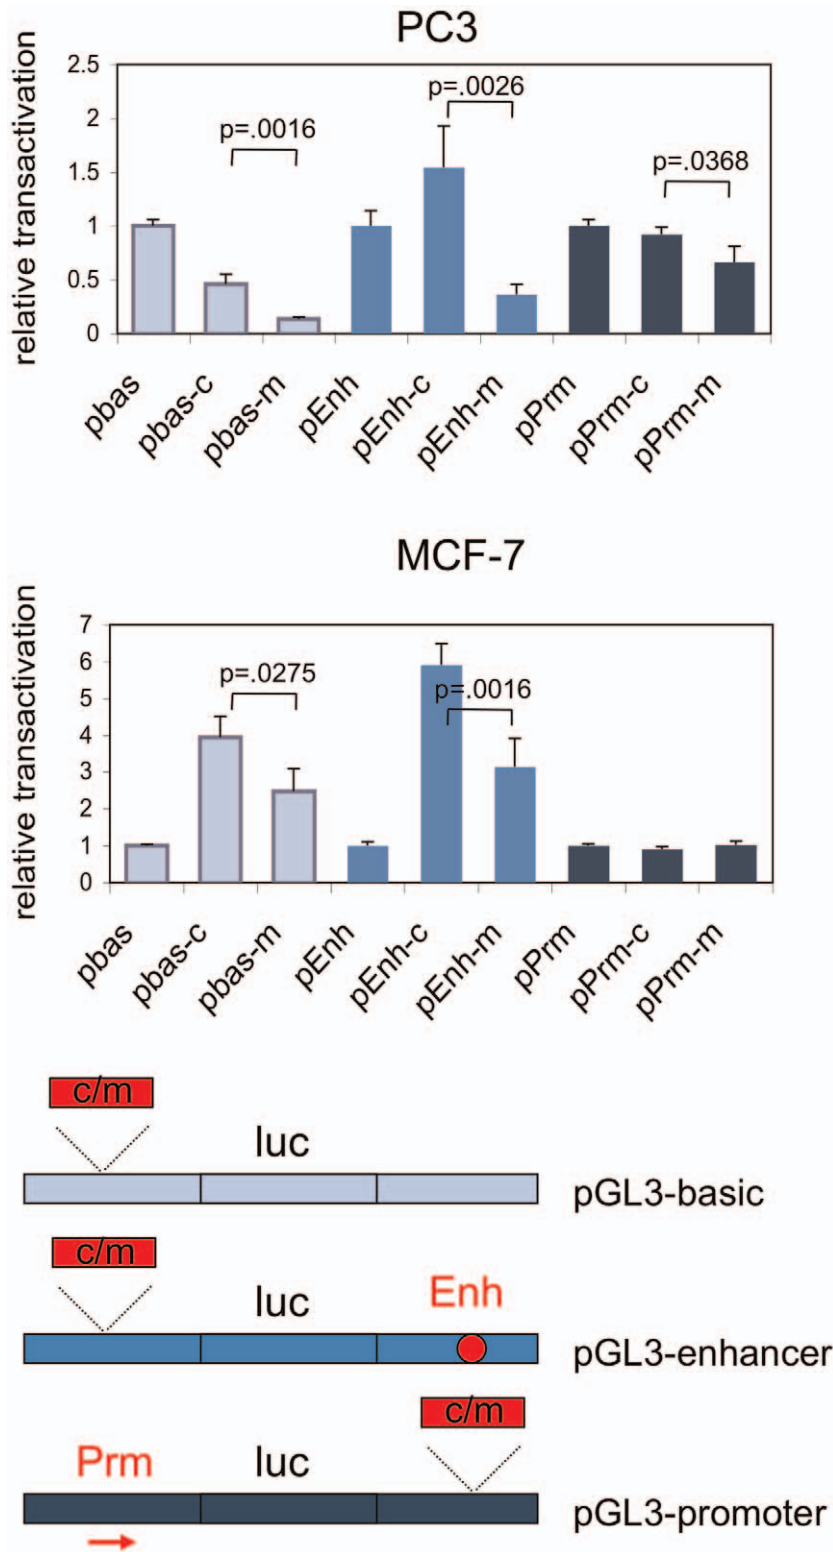 PC3
relative transactivation
2.5
2
1.5
1
0.5
0
p=.0016
p=.0026
p=.0368
pbas
pbas-c
pbas-m
pEnh
pEnh-c
pEnh-m
pPrm
pPrm-c
pPrm-m
MCF-7
relative transactivation
7
6
5
4
3
2
1
0
p=.0275
p=.0016
pbas
pbas-c
pbas-m
pEnh
pEnh-c
pEnh-m
pPrm
pPrm-c
pPrm-m
c/m
luc
pGL3-basic
c/m
luc
Enh
pGL3-enhancer
c/m
Prm
luc
pGL3-promoter